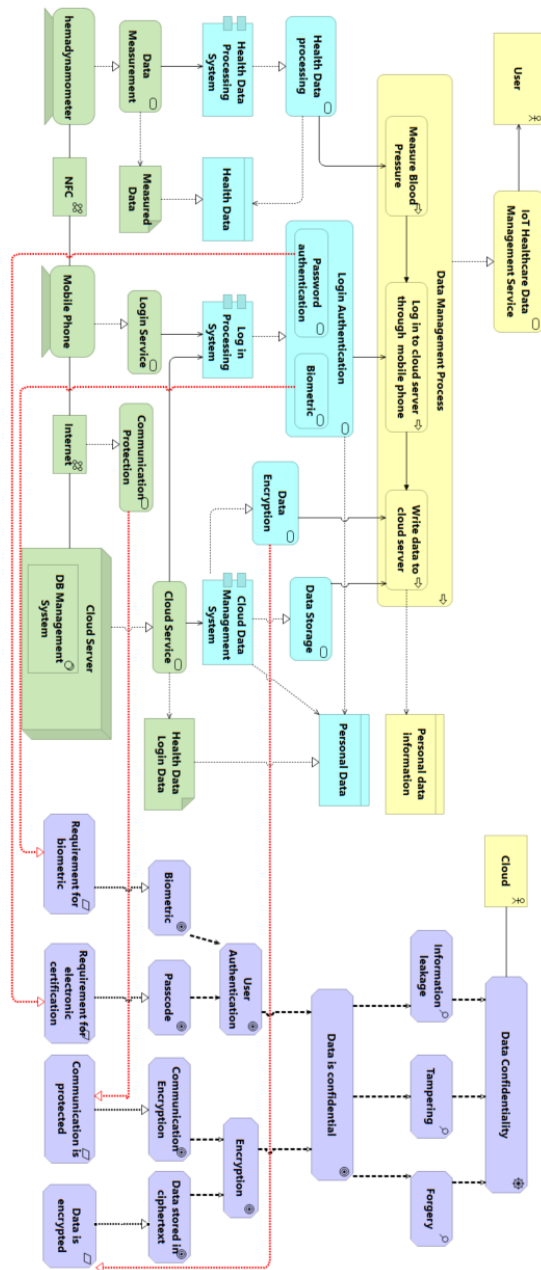 User
IoT Healthcare Data
Management Service
Data Management Process
Measure Blood
Pressure
Log in to cloud server
through mobile phone
Write data to
cloud server
Personal data
information
Health Data
processing
Login Authentication
Password
authentication
Biometric
Data Storage
Personal Data
Health Data
Processing
System
Health Data
Log in
Processing
System
Data
Encryption
Cloud Data
Management
System
Data
Measurement
Measured
Data
Login Service
Communication
Protection
Cloud Service
Health Data
Login Data
hemadynamometer
NFC
Mobile Phone
Internet
Cloud Server
DB Management
System
Cloud
Data Confidentiality
Information
leakage
Tampering
Forgery
Data is confidential
User
Authentication
Encryption
Biometric
Passcode
Communication
Encryption
Data stored in
ciphertext
Requirement for
biometric
Requirement for
electronic
certification
Communication is
protected
Data is
encrypted